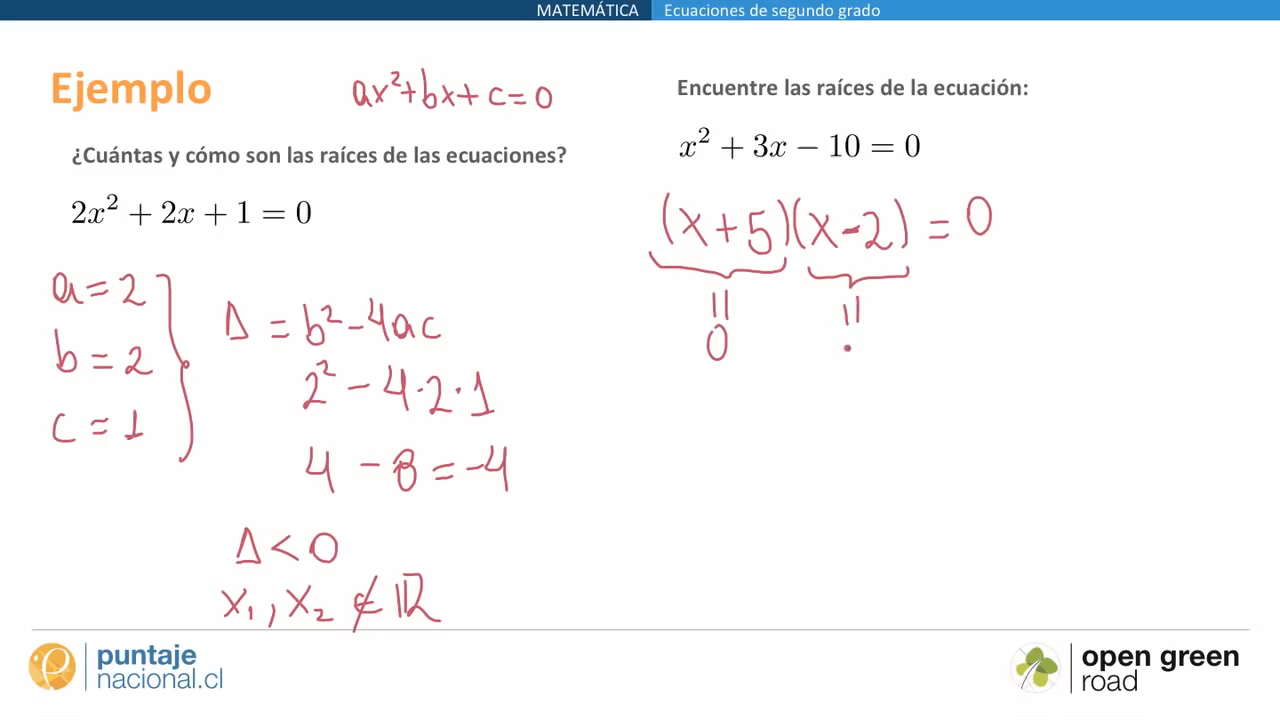 MATEMÁTICA Ecuaciones de segundo grado
Ejemplo
ax²+bx+c=0
¿Cuántas y cómo son las raíces de las ecuaciones?
2x² + 2x + 1 = 0
a=2
b=2
c=1
Δ = b²-4ac
2² - 4·2·1
4 - 8 = -4
Δ < 0
x₁, x₂ ∉ ℝ
Encuentre las raíces de la ecuación:
x² + 3x − 10 = 0
(x+5)(x-2) = 0
0
puntaje
nacional.cl
open green
road